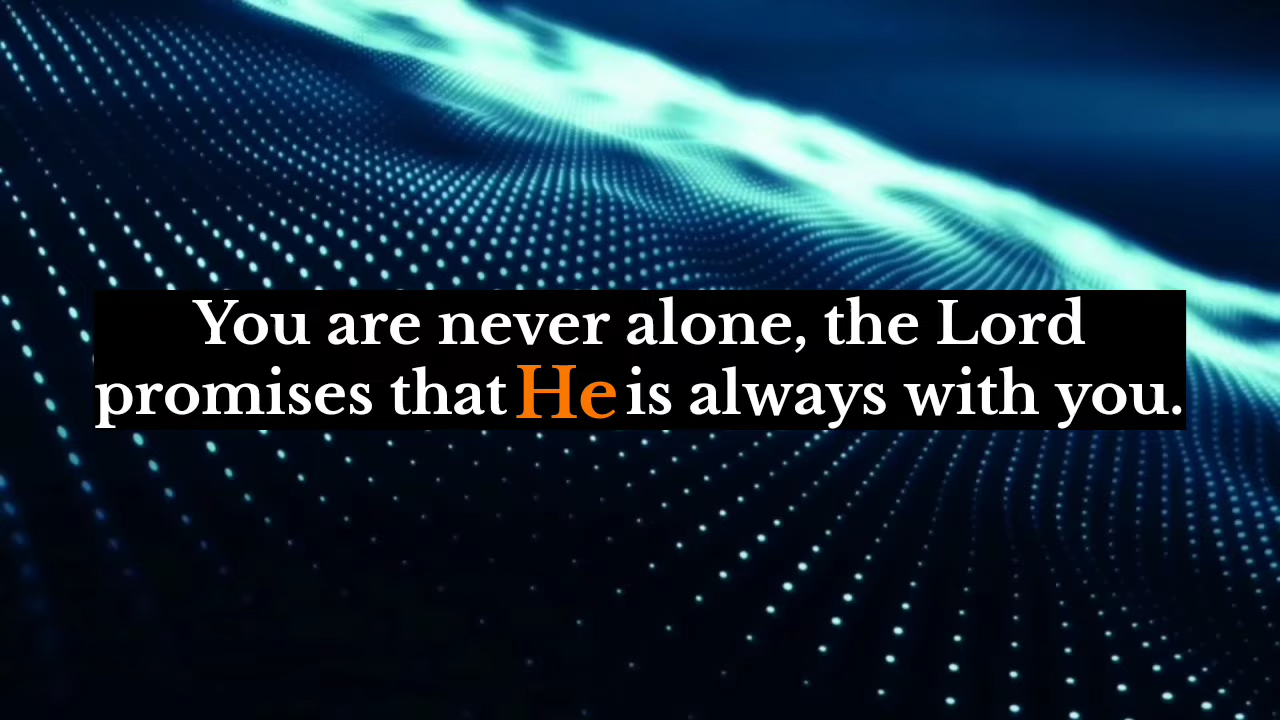 You are never alone, the Lord
promises that He is always with you.